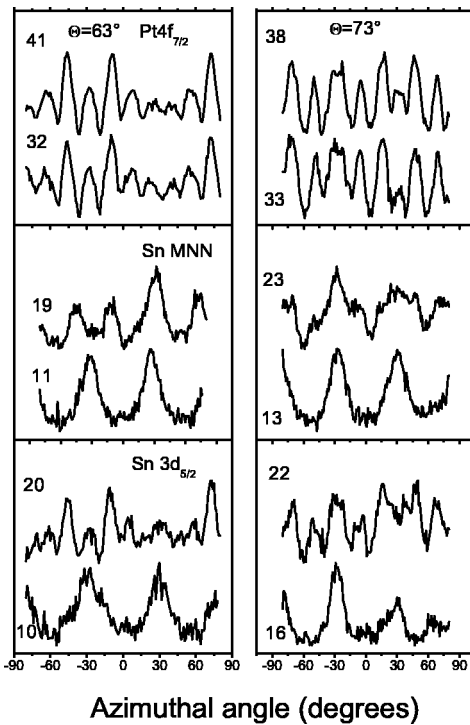 41 Θ=63° Pt4f7/2
32
38 Θ=73°
33
Sn MNN
19
11
23
13
Sn 3d5/2
20
10
22
16
-90 -60 -30 0 30 60 90
-90 -60 -30 0 30 60 90
Azimuthal angle (degrees)